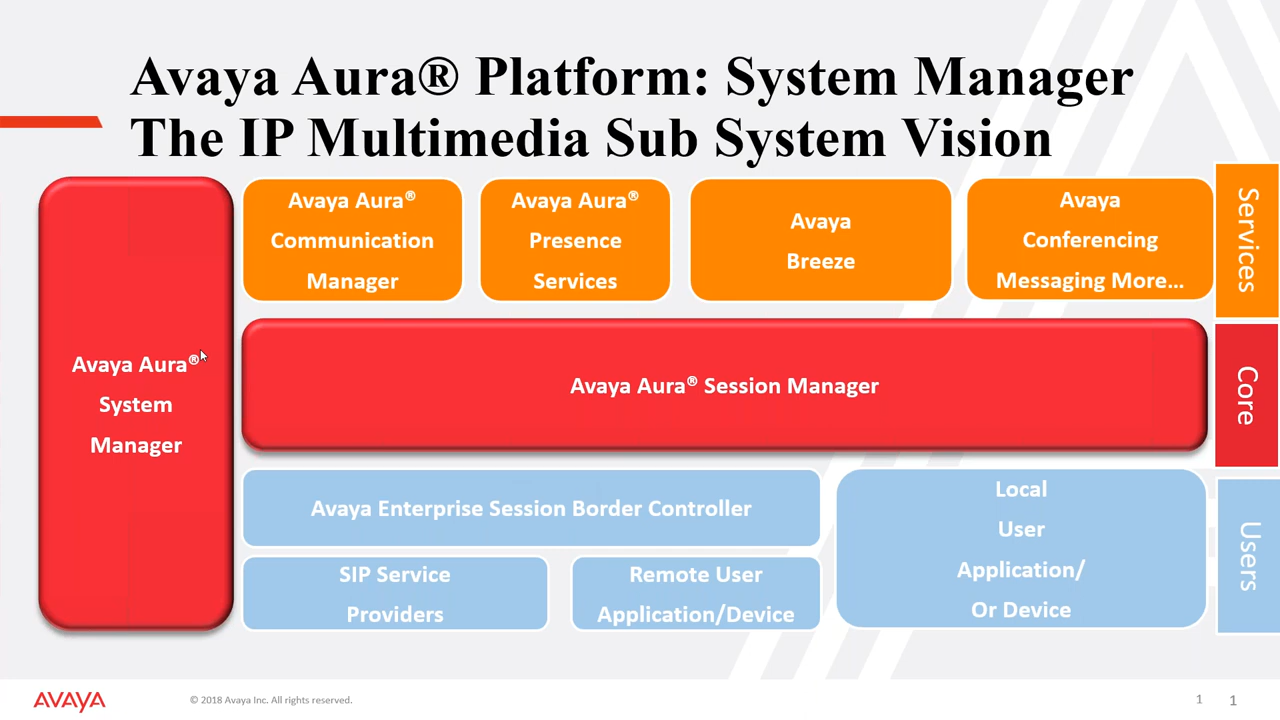 Avaya Aura® Platform: System Manager
The IP Multimedia Sub System Vision
Avaya Aura®
System
Manager
Avaya Aura®
Communication
Manager
Avaya Aura®
Presence
Services
Avaya
Breeze
Avaya
Conferencing
Messaging More…
Services
Avaya Aura® Session Manager
Core
Avaya Enterprise Session Border Controller
SIP Service
Providers
Remote User
Application/Device
Local
User
Application/
Or Device
Users
AVAYA
© 2018 Avaya Inc. All rights reserved.
1
1